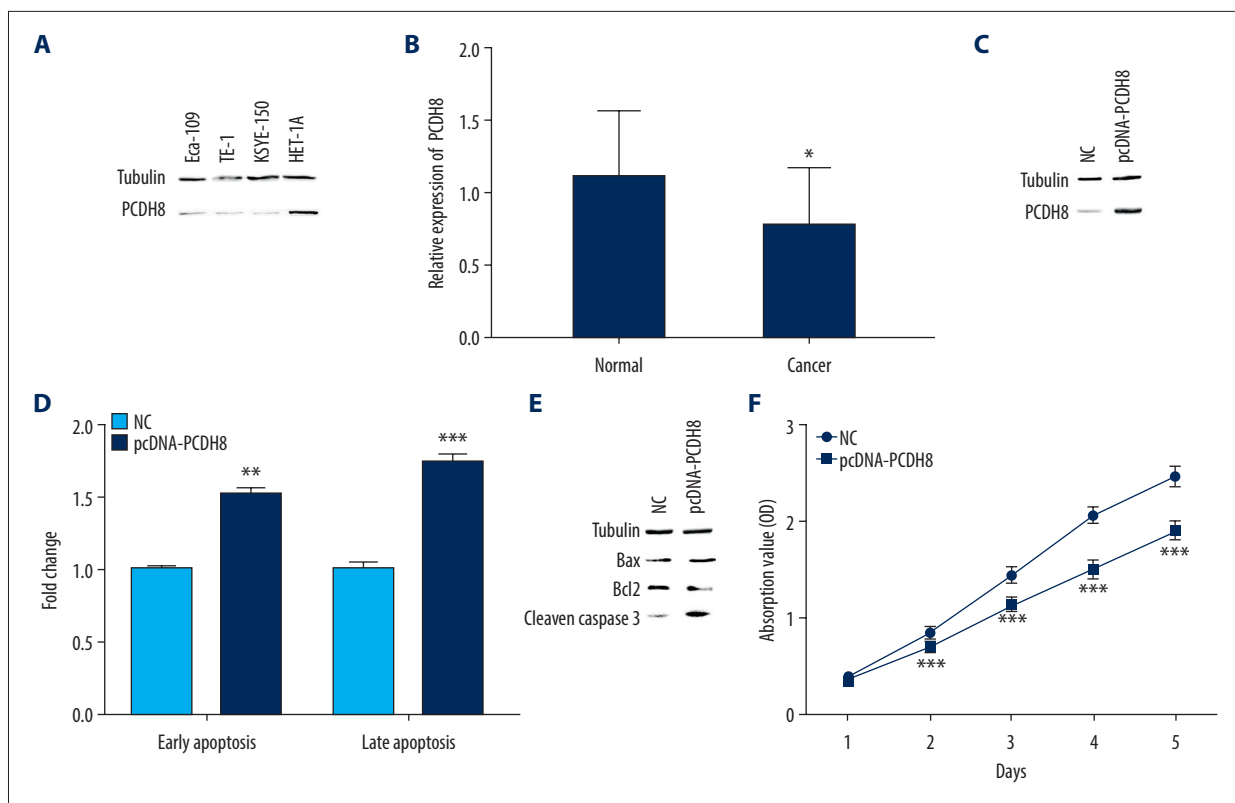 A
Eca-109
TE-1
KSYE-150
HET-1A
Tubulin
PCDH8
B
Relative expression of PCDH8
2.0
1.5
1.0
0.5
0.0
*
Normal
Cancer
C
NC
pcDNA-PCDH8
Tubulin
PCDH8
D
NC
pcDNA-PCDH8
Fold change
2.0
1.5
1.0
0.5
0.0
**
***
Early apoptosis
Late apoptosis
E
NC
pcDNA-PCDH8
Tubulin
Bax
Bcl2
Cleaven caspase 3
F
NC
pcDNA-PCDH8
Absorption value (OD)
3
2
1
0
***
***
***
***
1
2
3
4
5
Days